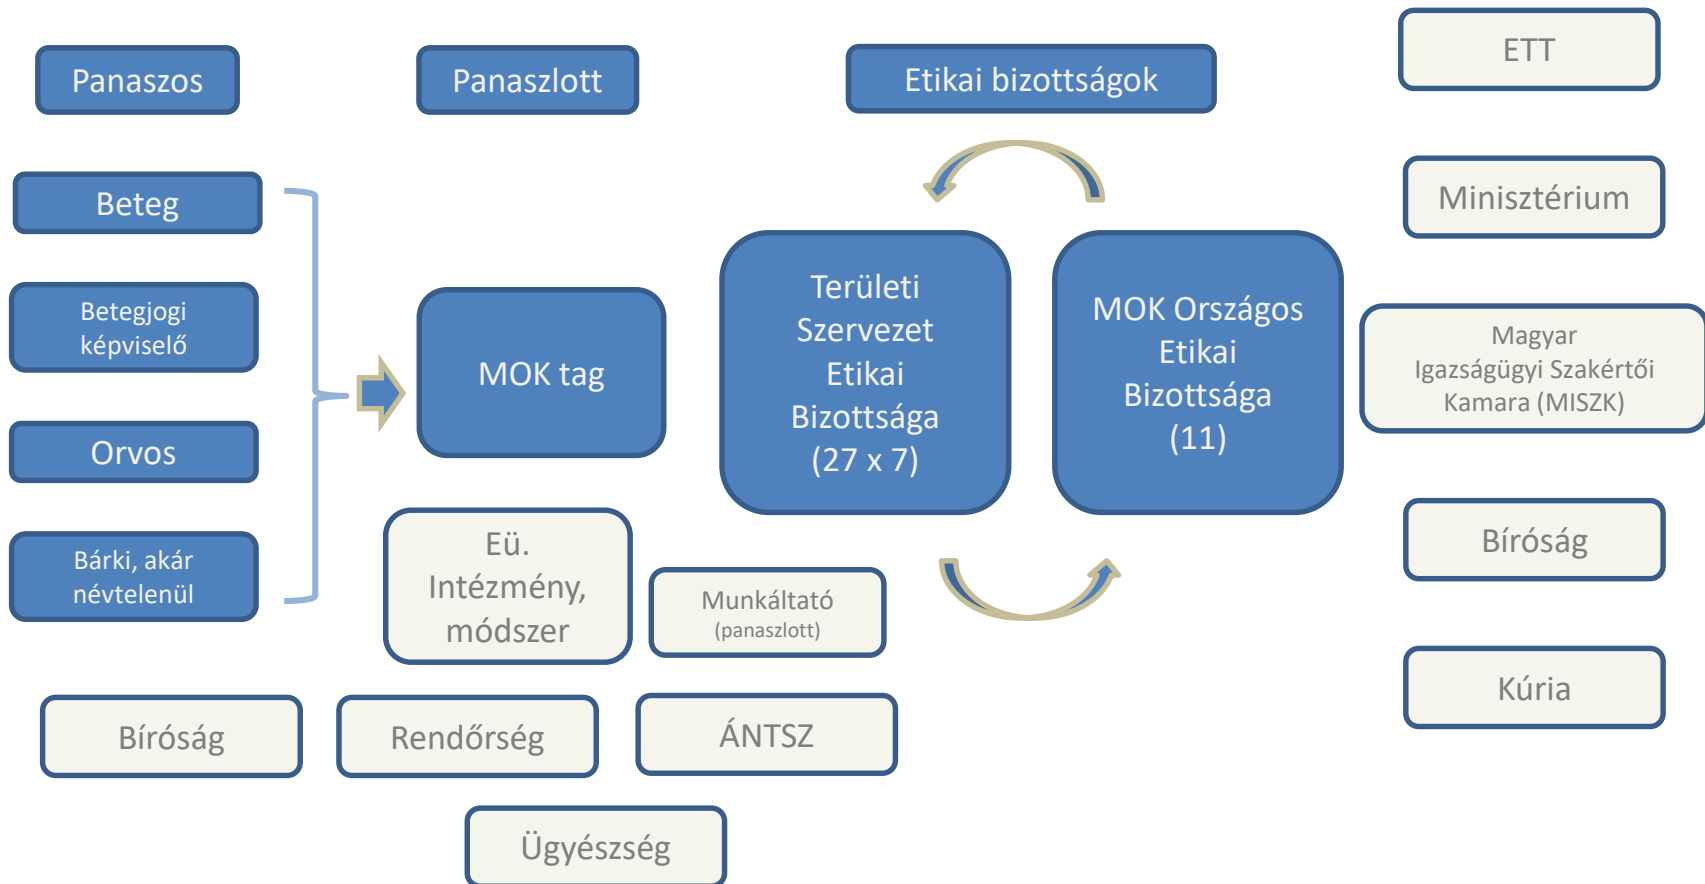 Panaszos
Panaszlott
Etikai bizottságok
ETT
Beteg
Betegjogi
képviselő
Orvos
Bárki, akár
névtelenül
MOK tag
Területi
Szervezet
Etikai
Bizottsága
(27 x 7)
MOK Országos
Etikai
Bizottsága
(11)
Minisztérium
Magyar
Igazságügyi Szakértői
Kamara (MISZK)
Bíróság
Kúria
Eü.
Intézmény,
módszer
Munkáltató
(panaszlott)
Bíróság
Rendőrség
ÁNTSZ
Ügyészség